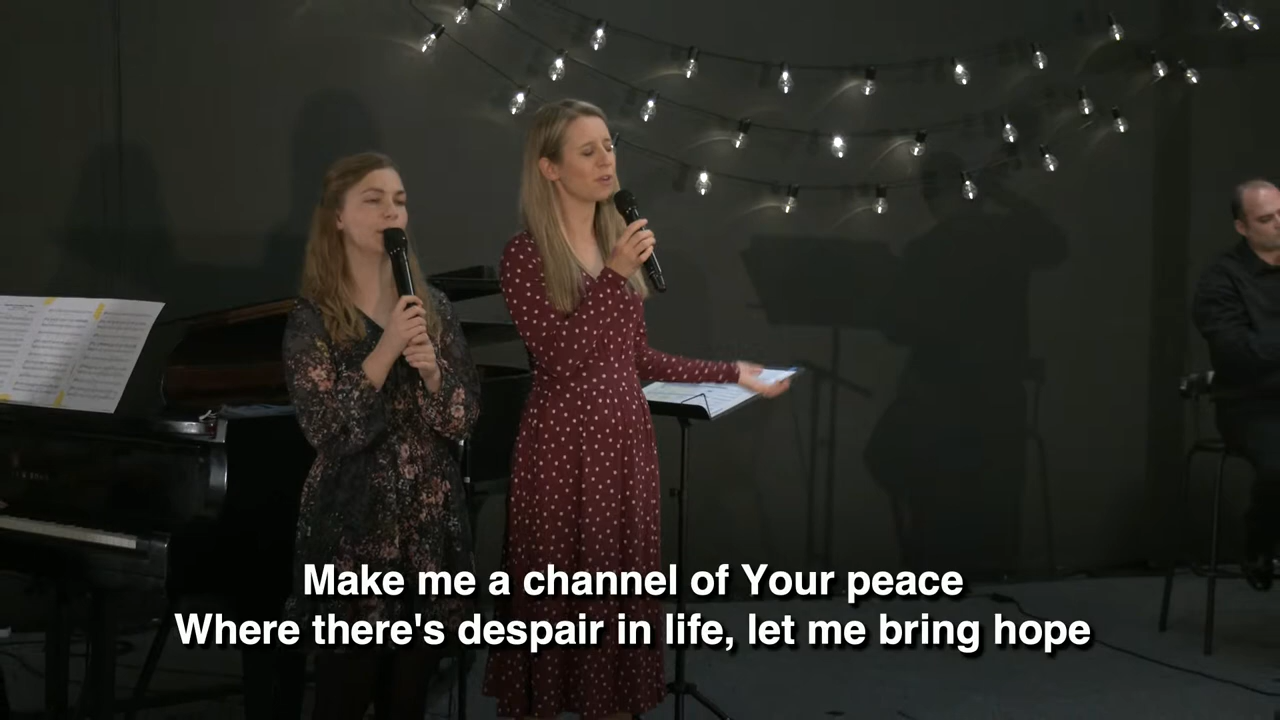 Make me a channel of Your peace
Where there's despair in life, let me bring hope